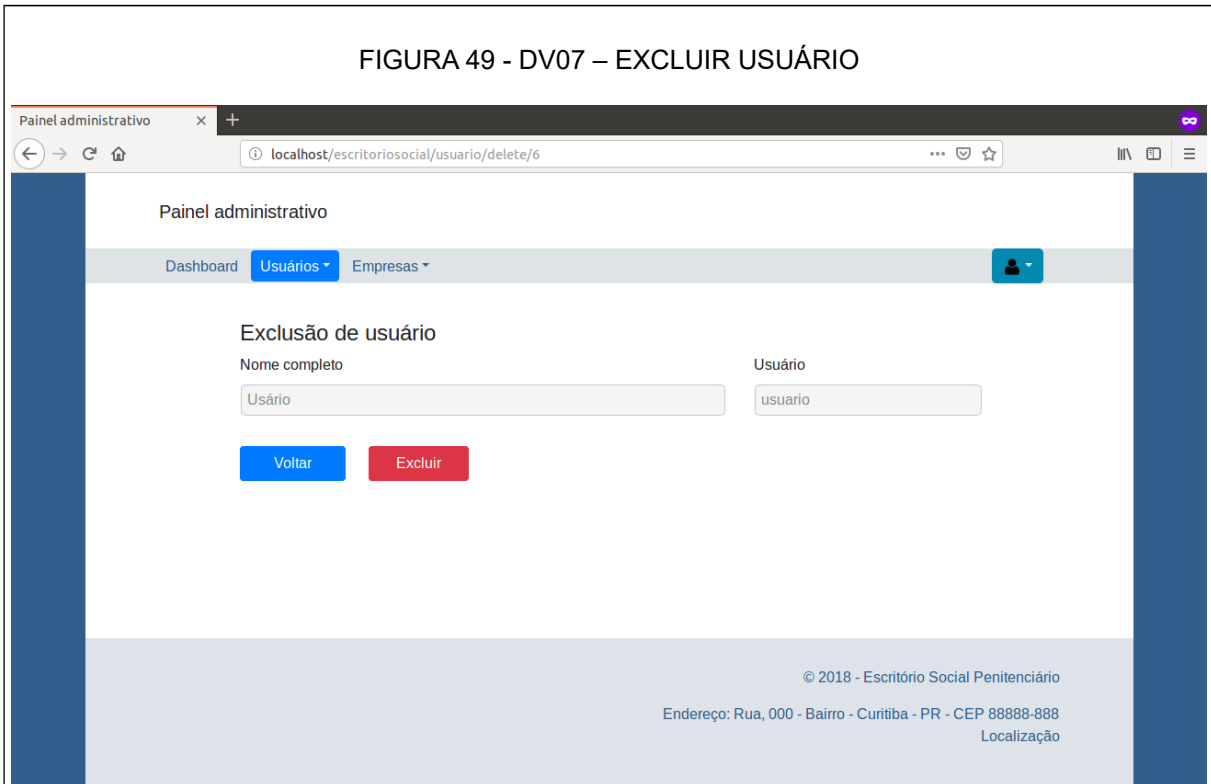 FIGURA 49 - DV07 – EXCLUIR USUÁRIO
Painel administrativo
localhost/escritoriosocial/usuario/delete/6
Painel administrativo
Dashboard Usuários Empresas
Exclusão de usuário
Nome completo Usuário
Usário usuario
Voltar Excluir
© 2018 - Escritório Social Penitenciário
Endereço: Rua, 000 - Bairro - Curitiba - PR - CEP 88888-888
Localização